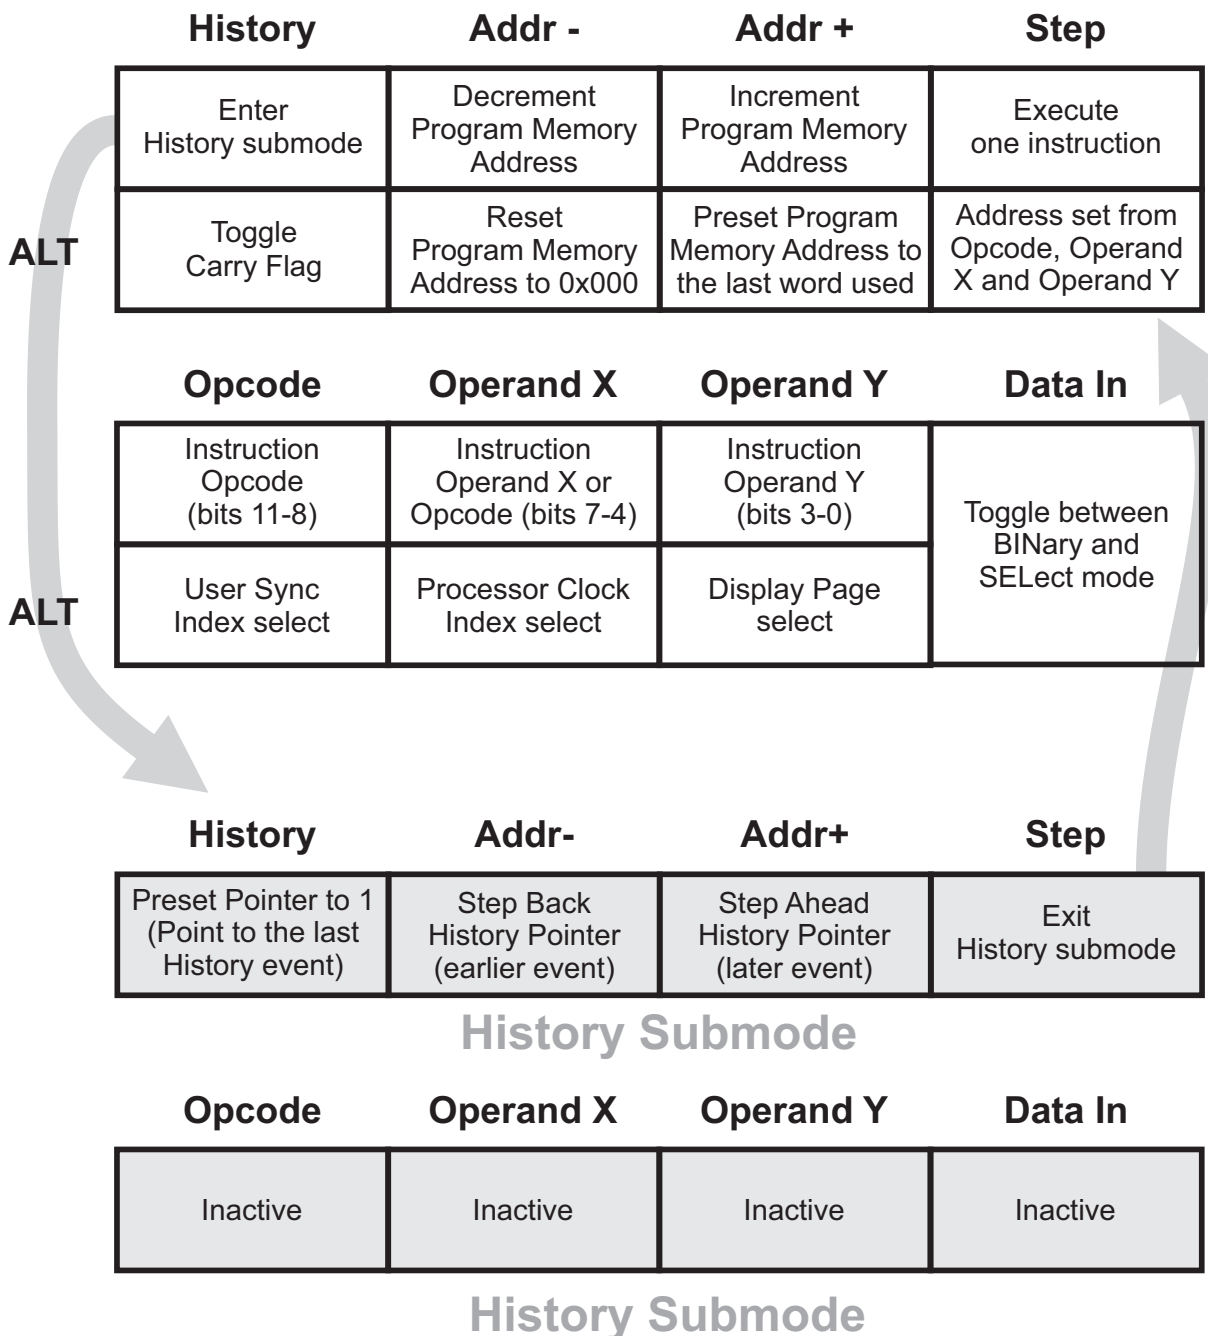 History Addr - Addr + Step
Enter
History submode
Decrement
Program Memory
Address
Increment
Program Memory
Address
Execute
one instruction
ALT
Toggle
Carry Flag
Reset
Program Memory
Address to 0x000
Preset Program
Memory Address to
the last word used
Address set from
Opcode, Operand
X and Operand Y
Opcode Operand X Operand Y Data In
Instruction
Opcode
(bits 11-8)
Instruction
Operand X or
Opcode (bits 7-4)
Instruction
Operand Y
(bits 3-0)
Toggle between
BINary and
SELect mode
ALT
User Sync
Index select
Processor Clock
Index select
Display Page
select
History Addr- Addr+ Step
Preset Pointer to 1
(Point to the last
History event)
Step Back
History Pointer
(earlier event)
Step Ahead
History Pointer
(later event)
Exit
History submode
History Submode
Opcode Operand X Operand Y Data In
Inactive Inactive Inactive Inactive
History Submode